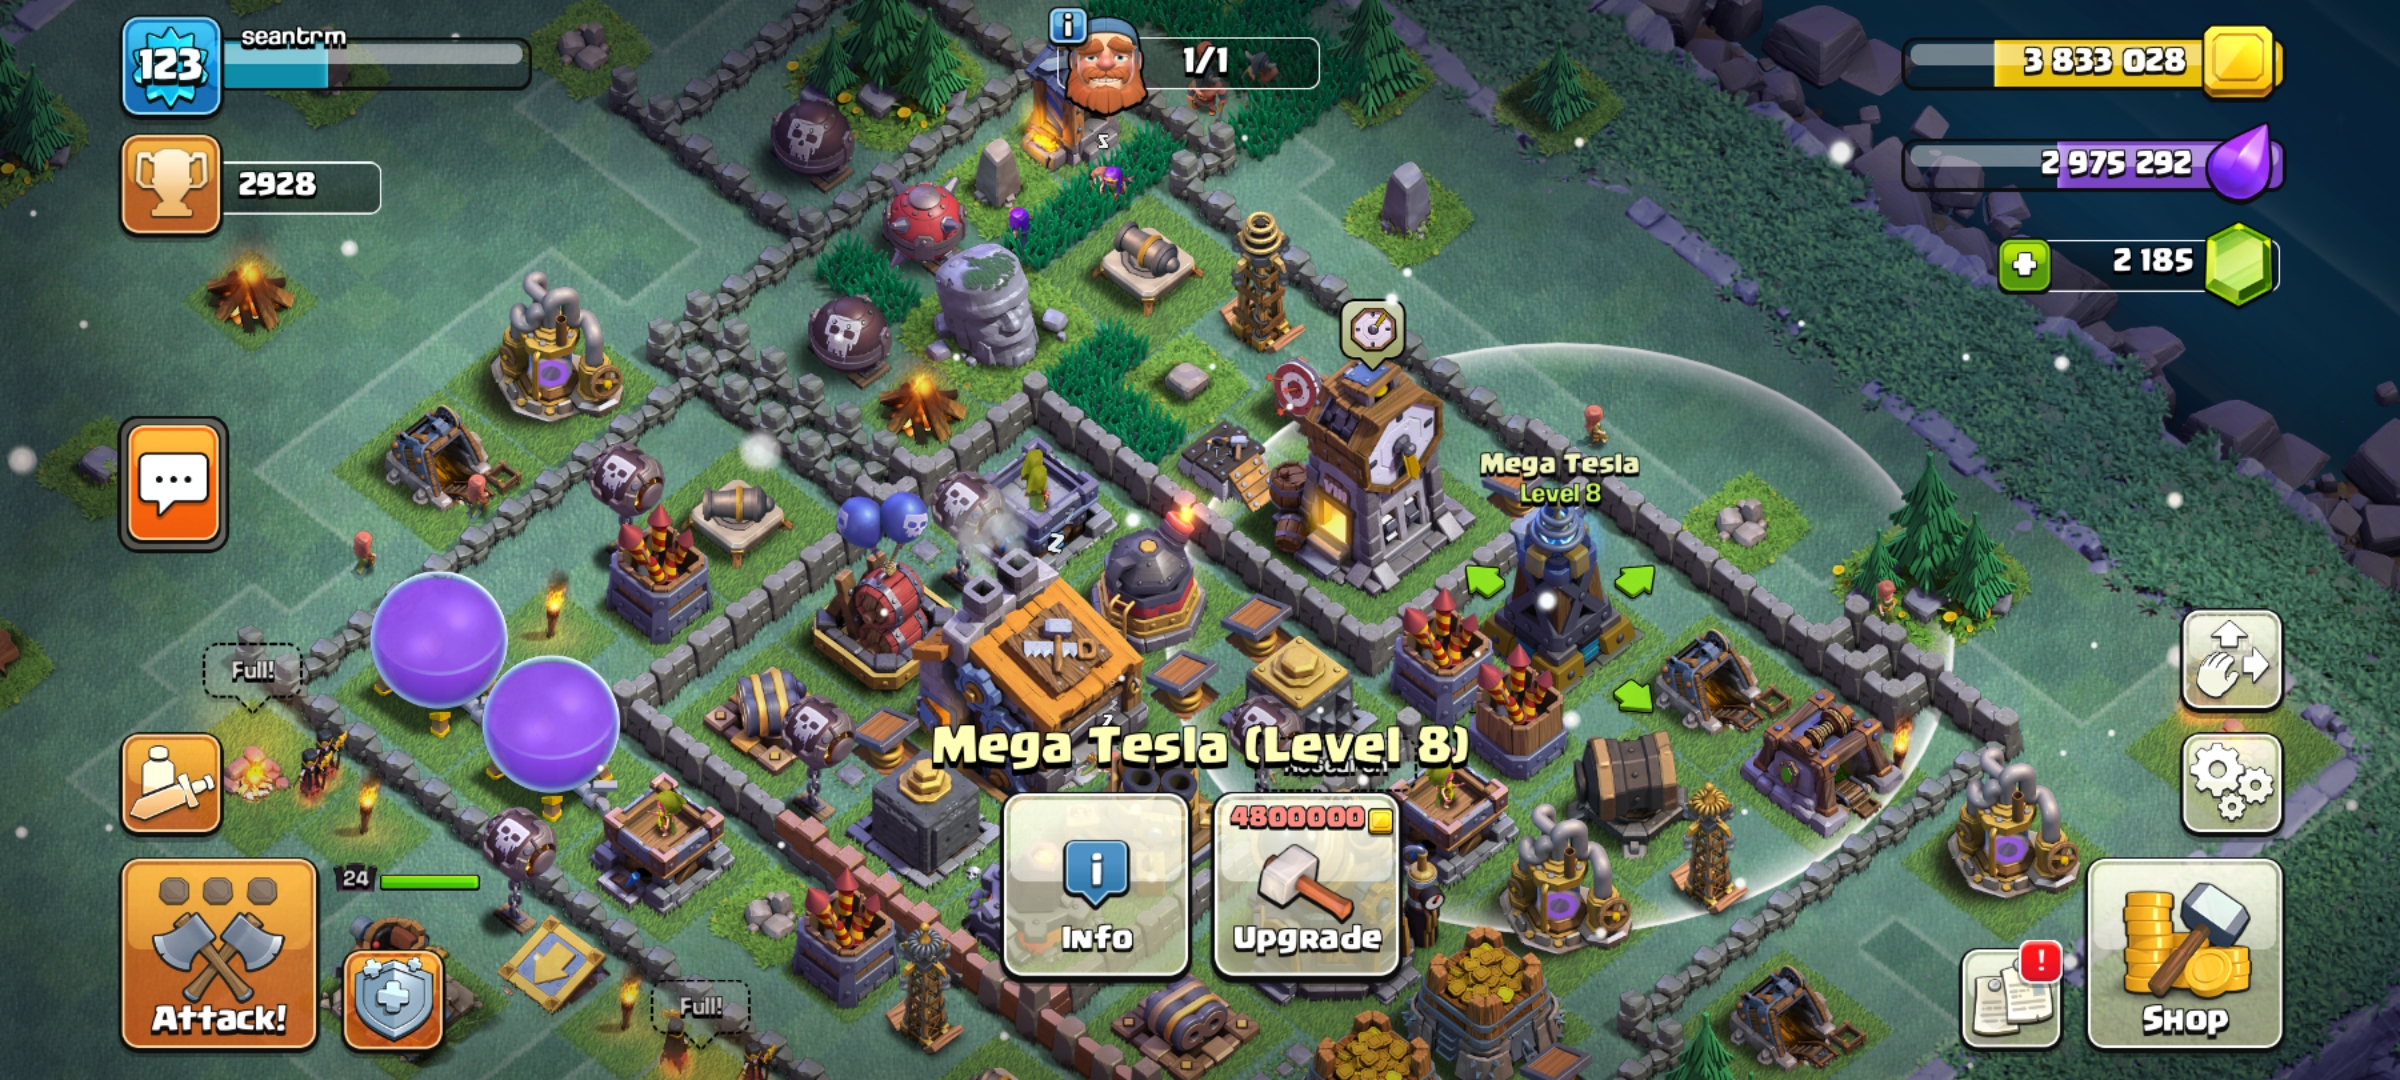 seantrm
123
1/1
3 833 028
2928
2 975 292
2 185
Mega Tesla
Level 8
Full!
Mega Tesla (Level 8)
4800000
24
Info
Upgrade
Full!
Attack!
Shop